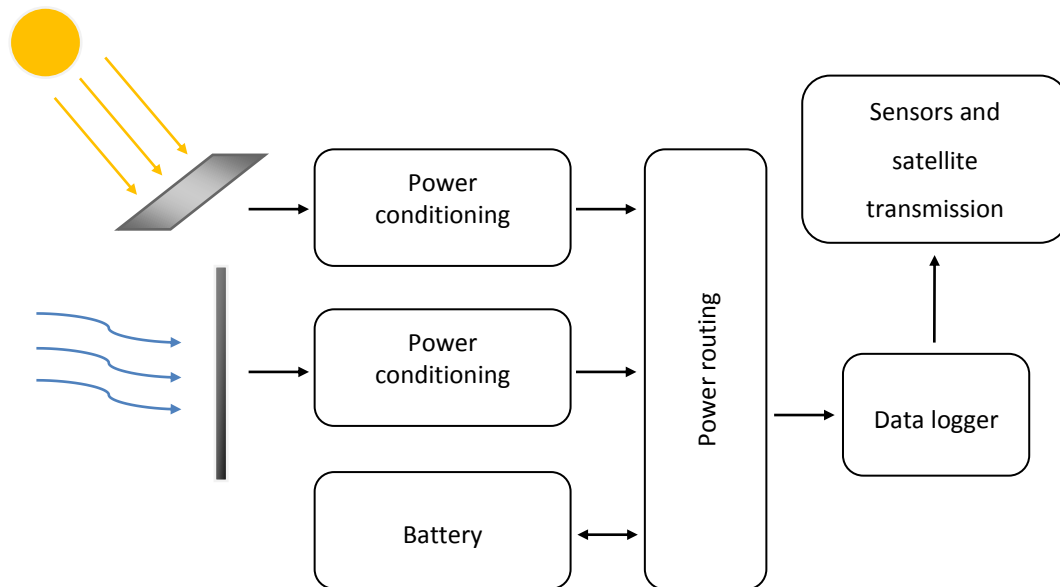 Sensors and
satellite
transmission
Power
conditioning
Power
conditioning
Power routing
Data logger
Battery